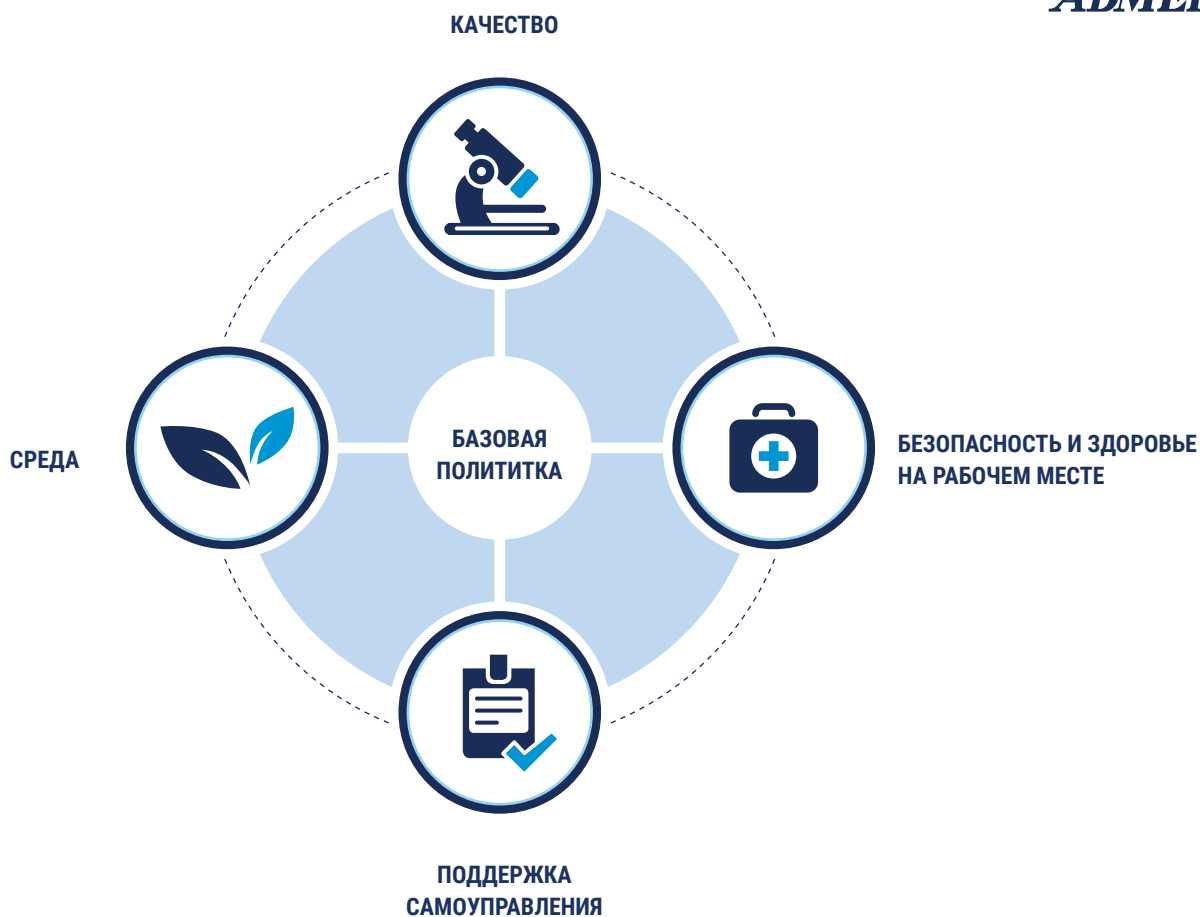 КАЧЕСТВО
СРЕДА
БАЗОВАЯ
ПОЛИТИТКА
БЕЗОПАСНОСТЬ И ЗДОРОВЬЕ
НА РАБОЧЕМ МЕСТЕ
ПОДДЕРЖКА
САМОУПРАВЛЕНИЯ